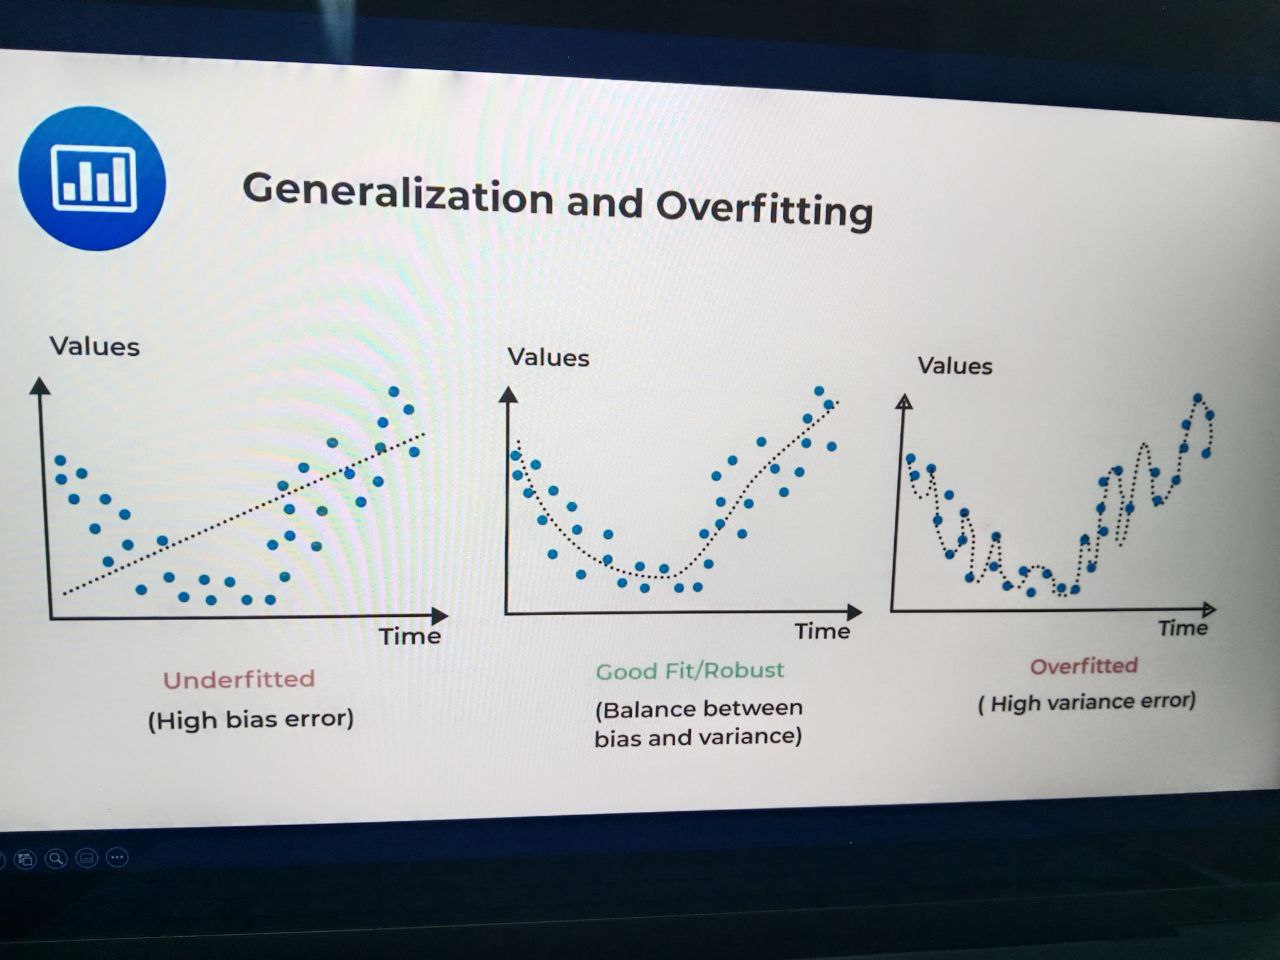 Generalization and Overfitting
Values
Time
Underfitted
(High bias error)
Values
Time
Good Fit/Robust
(Balance between
bias and variance)
Values
Time
Overfitted
( High variance error)